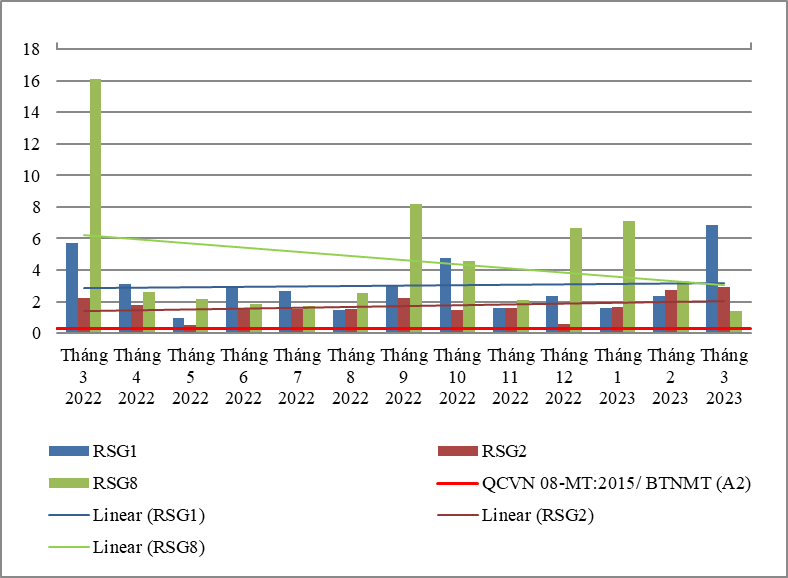 18
16
14
12
10
8
6
4
2
0
Tháng 3 2022
Tháng 4 2022
Tháng 5 2022
Tháng 6 2022
Tháng 7 2022
Tháng 8 2022
Tháng 9 2022
Tháng 10 2022
Tháng 11 2022
Tháng 12 2022
Tháng 1 2023
Tháng 2 2023
Tháng 3 2023
RSG1
RSG2
RSG8
QCVN 08-MT:2015/ BTNMT (A2)
Linear (RSG1)
Linear (RSG2)
Linear (RSG8)